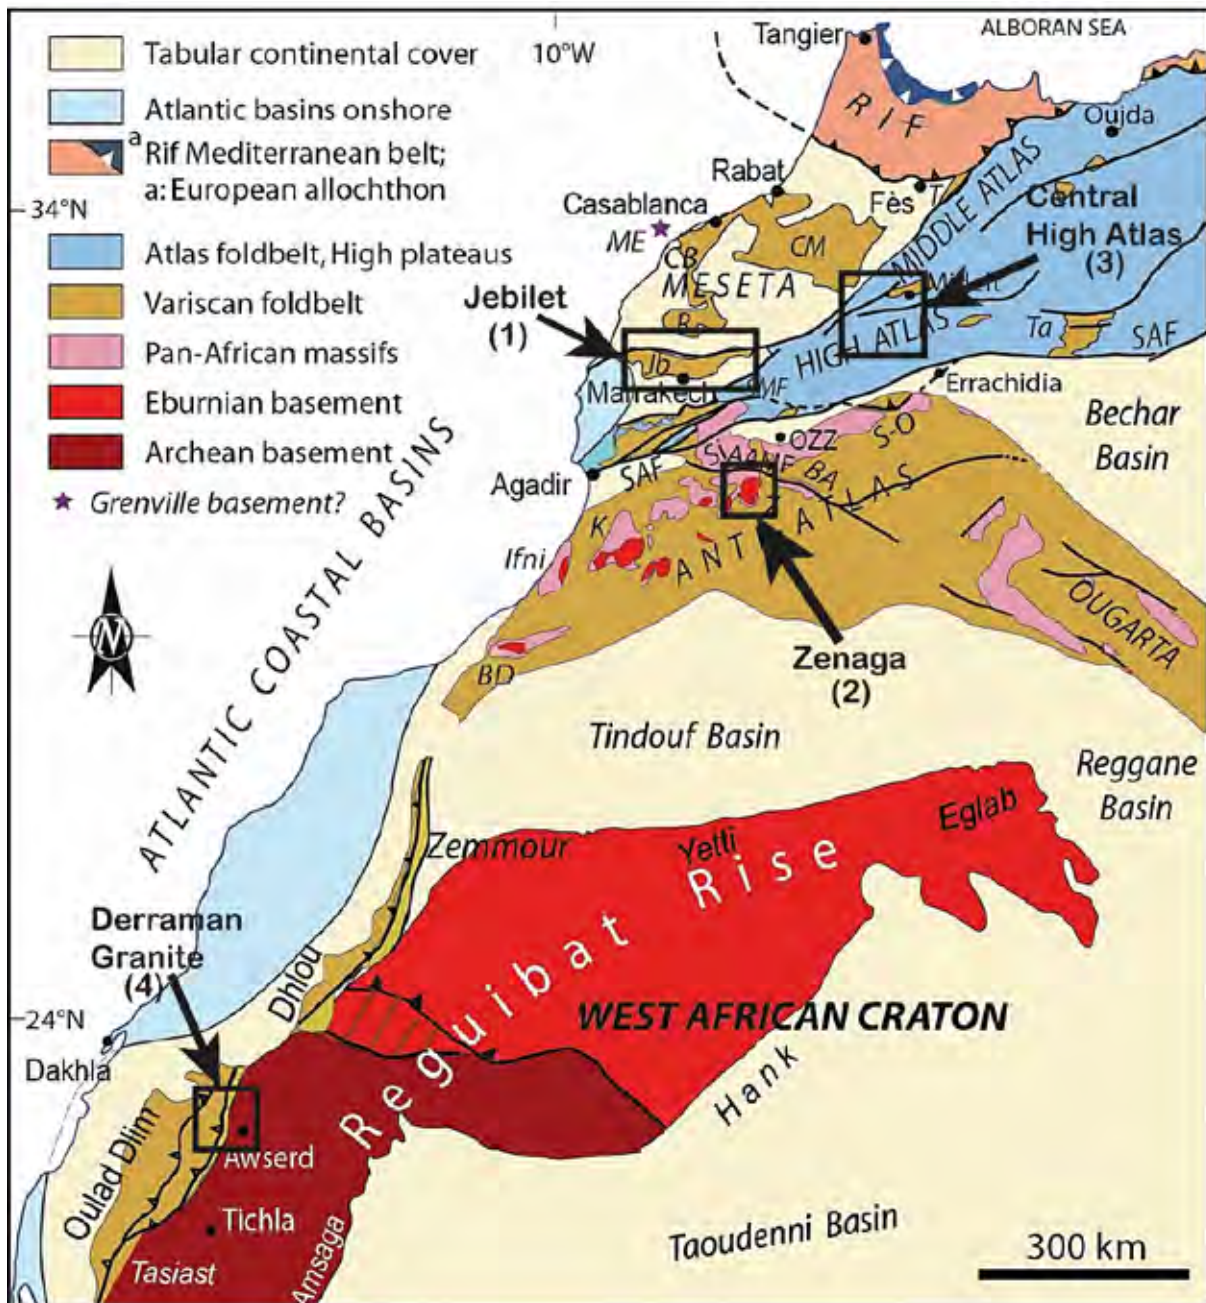 Tabular continental cover
Atlantic basins onshore
a
Rif Mediterranean belt;
a: European allochthon
Atlas foldbelt, High plateaus
Variscan foldbelt
Pan-African massifs
Eburnian basement
Archean basement
Grenville basement?
10°W
34°N
24°N
N
ALBORAN SEA
Tangier
RIF
Oujda
Rabat
Fès
T
Casablanca
ME
CB
CM
MESETA
MIDDLE ATLAS
Central
High Atlas
(3)
Jebilet
(1)
Jb
Marrakech
HIGH ATLAS
Ta
SAF
Errachidia
Bechar
Basin
OZZ
S-O
SAF
BA
Agadir
K
ANTI ATLAS
Ifni
OUGARTA
BD
Zenaga
(2)
ATLANTIC COASTAL BASINS
Tindouf Basin
Reggane
Basin
Zemmour
Yetti
Eglab
Reguibat Rise
Derraman
Granite
(4)
Dhlou
WEST AFRICAN CRATON
Hank
Dakhla
Oulad Dlim
Awserd
Tichla
Tasiast
Amsaga
Taoudenni Basin
300 km